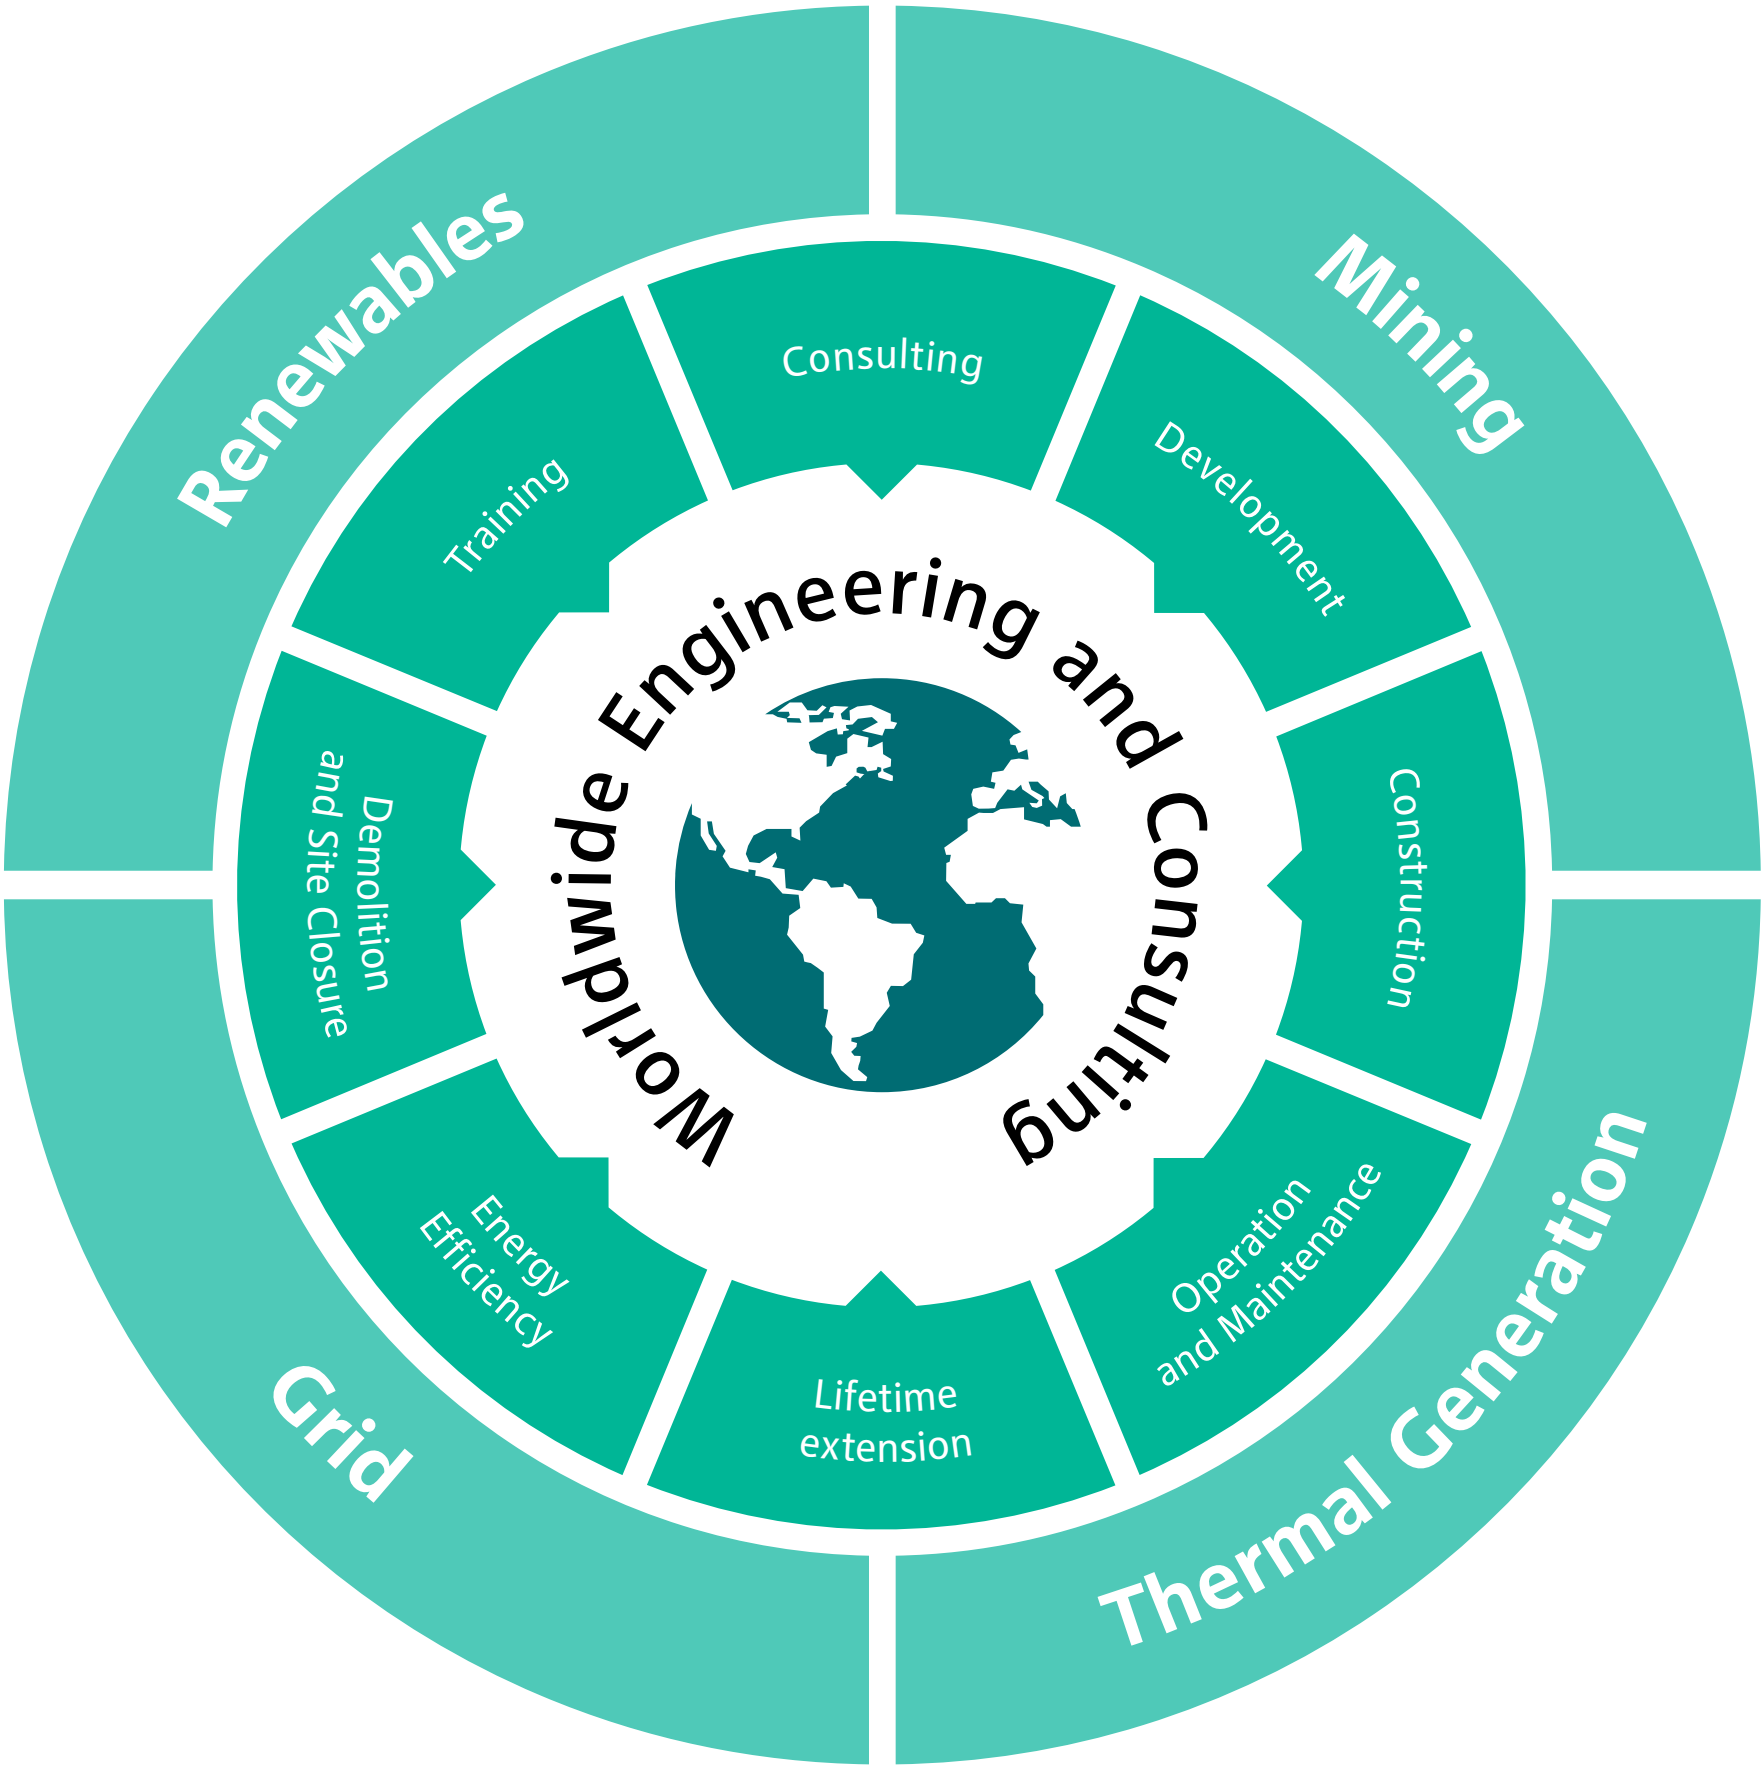 Renewables
Mining
Thermal Generation
Grid
Consulting
Development
Construction
Operation
and Maintenance
Lifetime
extension
Energy
Efficiency
Demolition
and Site Closure
Training
Worldwide Engineering and Consulting